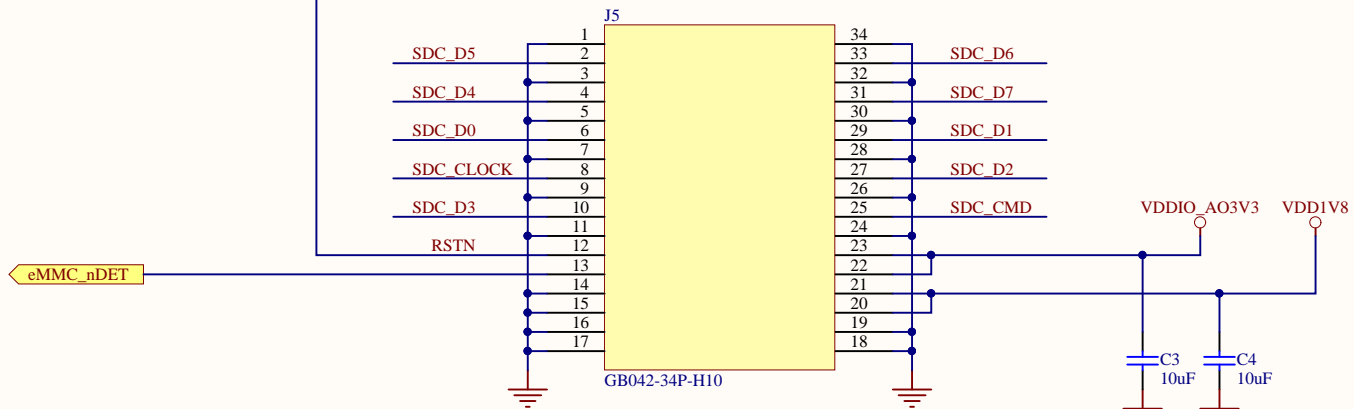 J5
1 34
SDC_D5 2 33 SDC_D6
3 32
SDC_D4 4 31 SDC_D7
5 30
SDC_D0 6 29 SDC_D1
7 28
SDC_CLOCK 8 27 SDC_D2
9 26
SDC_D3 10 25 SDC_CMD VDDIO_AO3V3 VDD1V8
11 24
RSTN 12 23
eMMC_nDET 13 22
14 21
15 20
16 19
17 18
C3 C4
GB042-34P-H10 10uF 10uF